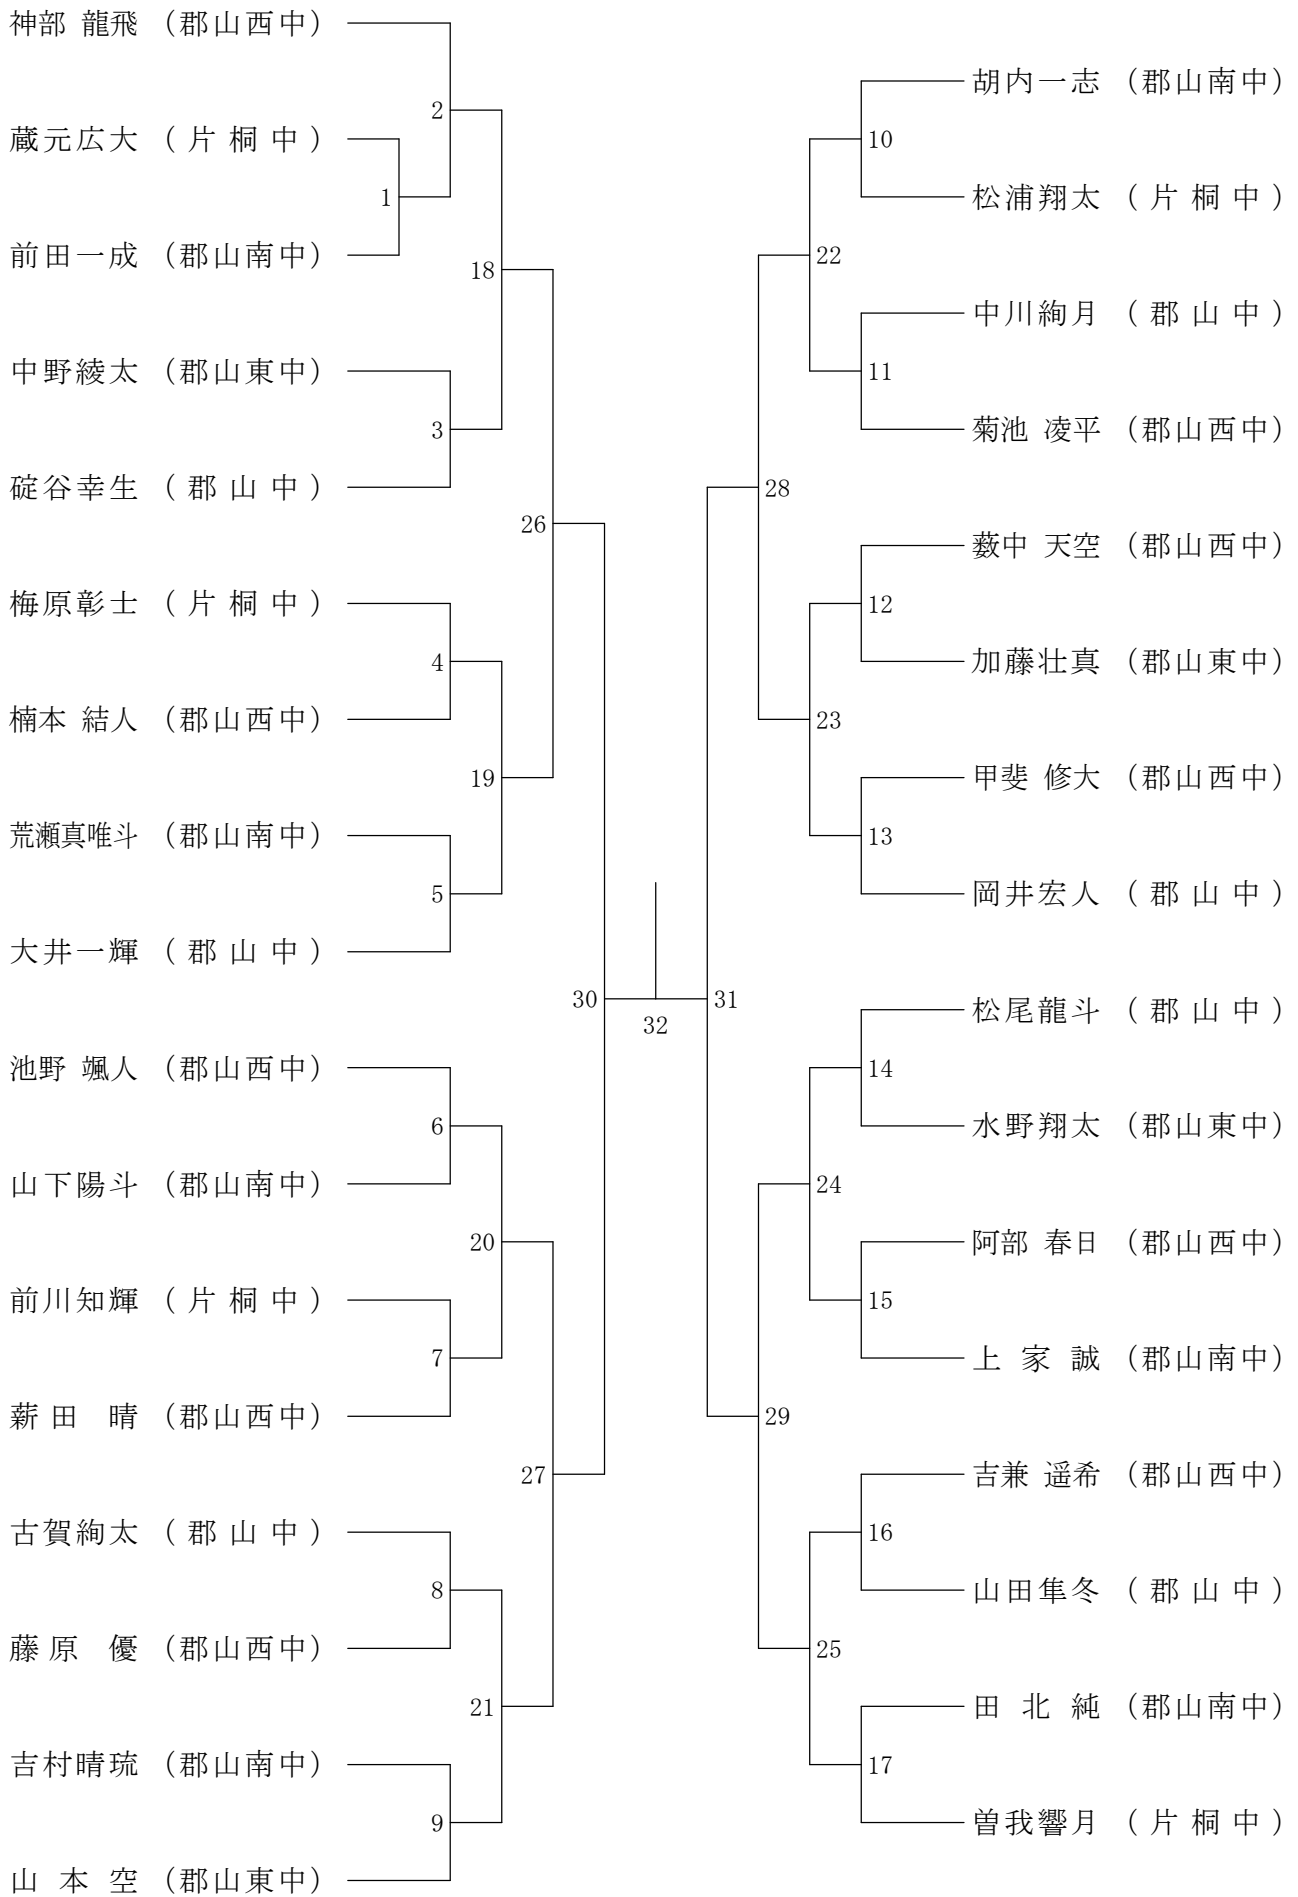 神部 龍飛 （郡山西中）
2
蔵元広大 （片桐中）
1
前田一成 （郡山南中）
18
中野綾太 （郡山東中）
3
碇谷幸生 （郡山中）
26
梅原彰士 （片桐中）
4
楠本 結人 （郡山西中）
19
荒瀬真唯斗 （郡山南中）
5
大井一輝 （郡山中）
30
32
池野 颯人 （郡山西中）
6
山下陽斗 （郡山南中）
20
前川知輝 （片桐中）
7
薪田 晴 （郡山西中）
27
古賀絢太 （郡山中）
8
藤原 優 （郡山西中）
21
吉村晴琉 （郡山南中）
9
山本空 （郡山東中）
胡内一志 （郡山南中）
10
松浦翔太 （片桐中）
22
中川絢月 （郡山中）
11
菊池 凌平 （郡山西中）
28
薮中 天空 （郡山西中）
12
加藤壮真 （郡山東中）
23
甲斐 修大 （郡山西中）
13
岡井宏人 （郡山中）
31
松尾龍斗 （郡山中）
14
水野翔太 （郡山東中）
24
阿部 春日 （郡山西中）
15
上家誠 （郡山南中）
29
吉兼 遥希 （郡山西中）
16
山田隼冬 （郡山中）
25
田北純 （郡山南中）
17
曽我響月 （片桐中）